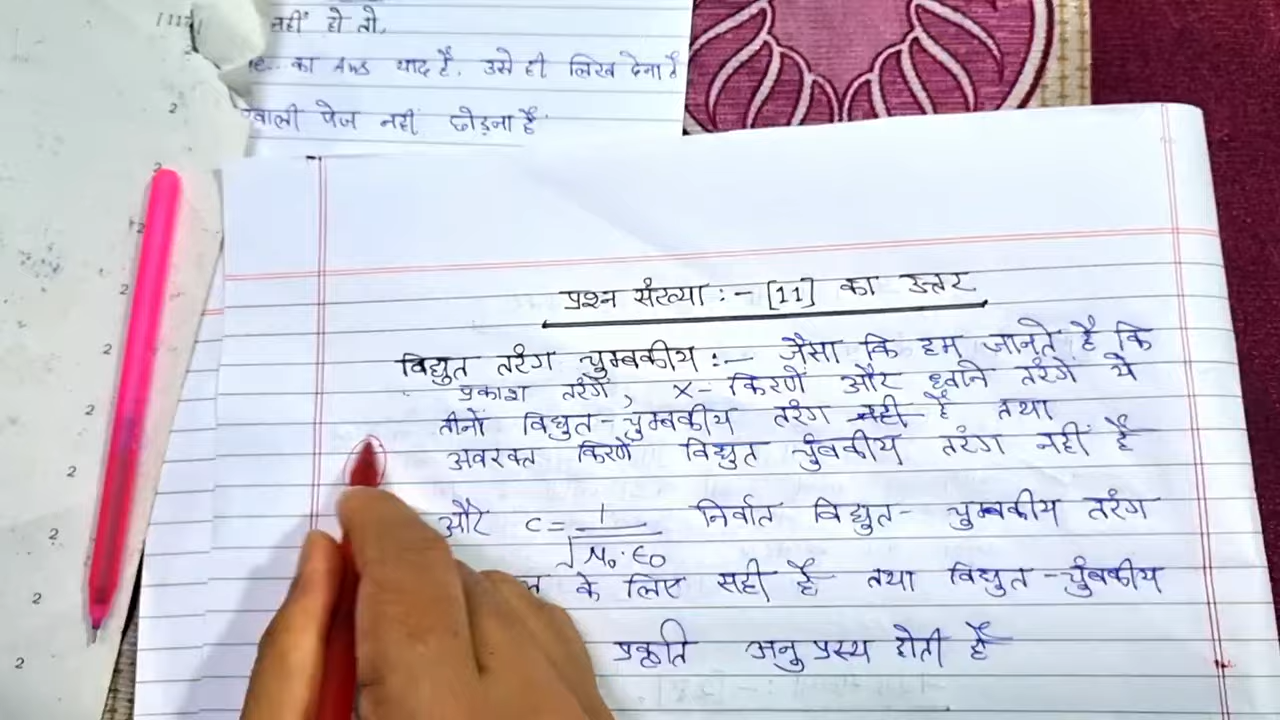 नहीं हो तो,
का Ans याद है. उसे ही लिख देना है
पेज नहीं छोड़ना है
प्रश्न संख्या :- [11] का उत्तर
विद्युत तरंग चुम्बकीय :- जैसा कि हम जानते है कि
प्रकाश तरंगें, X- किरणें और ध्वनि तरंगें ये
तीनों विद्युत-चुम्बकीय तरंग नहीं है तथा
अवरक्त किरणें विद्युत चुंबकीय तरंग नहीं है
और c = 1/√μ₀.ε₀ निर्वात विद्युत- चुम्बकीय तरंग
के लिए सही है तथा विद्युत -चुंबकीय
प्रकृति अनुप्रस्थ होती है